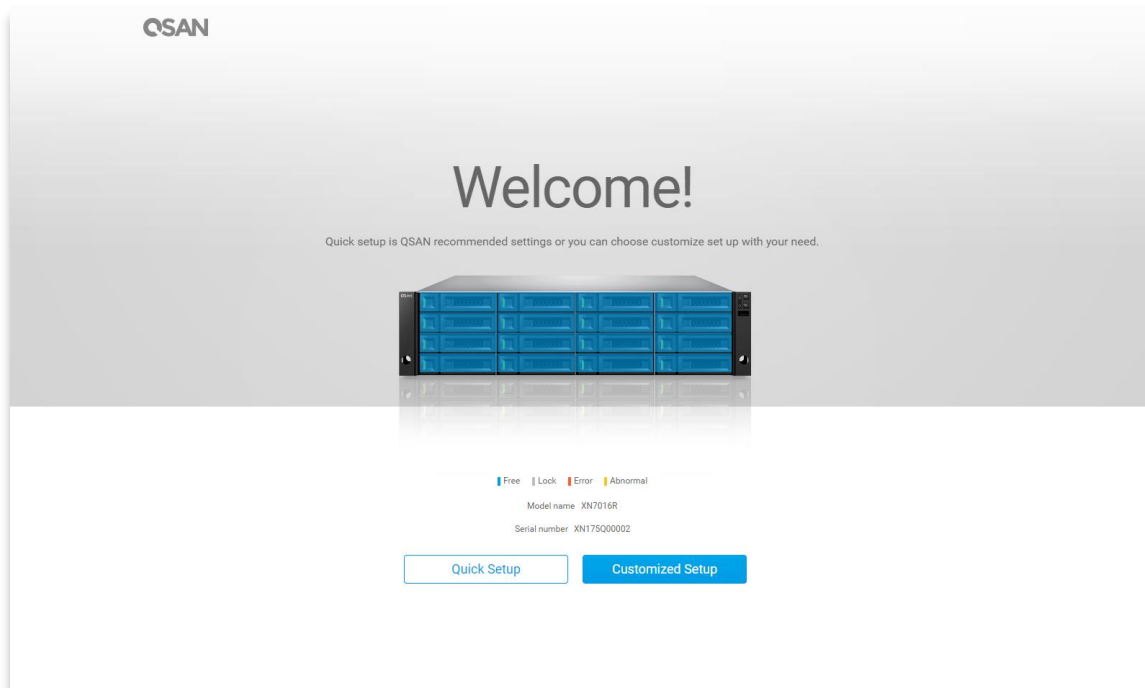 QSAN
Welcome!
Quick setup is QSAN recommended settings or you can choose customize set up with your need.
Free Lock Error Abnormal
Model name XN7016R
Serial number XN175Q00002
Quick Setup Customized Setup